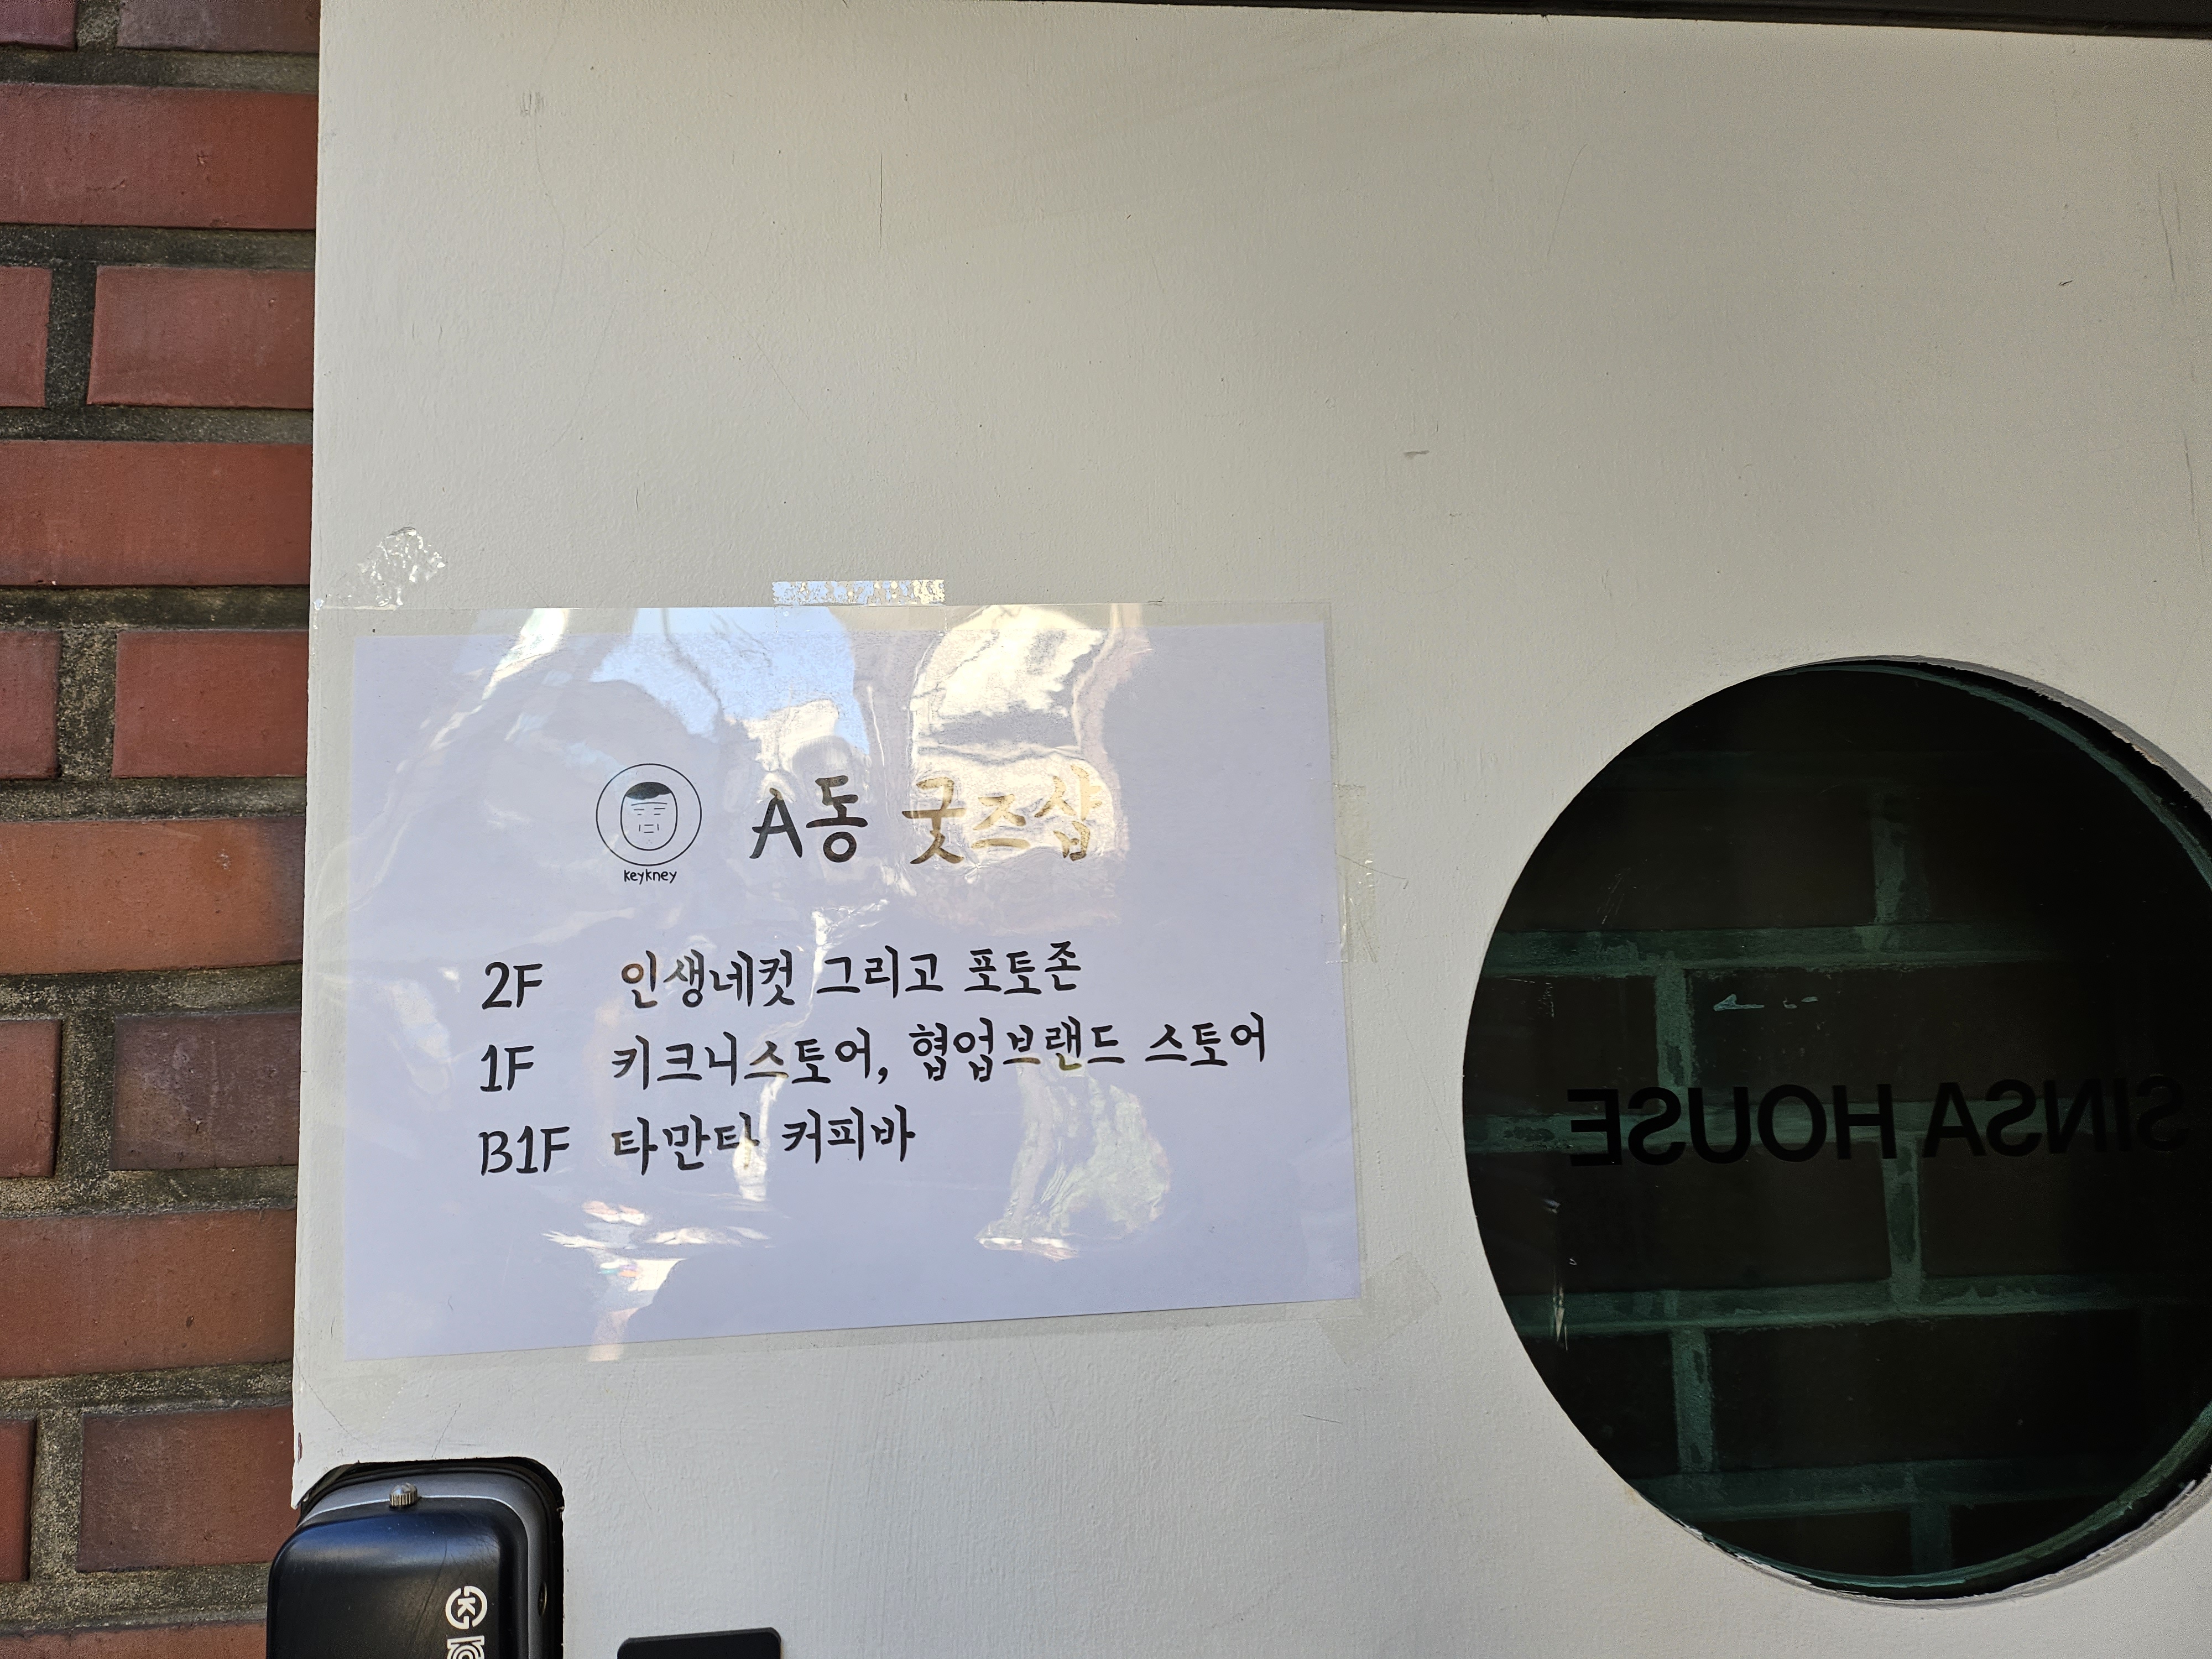 A동 굿즈샵
keykney
2F 인생네컷 그리고 포토존
1F 키크니스토어, 협업브랜드 스토어
B1F 타만타 커피바
SINSA HOUSE